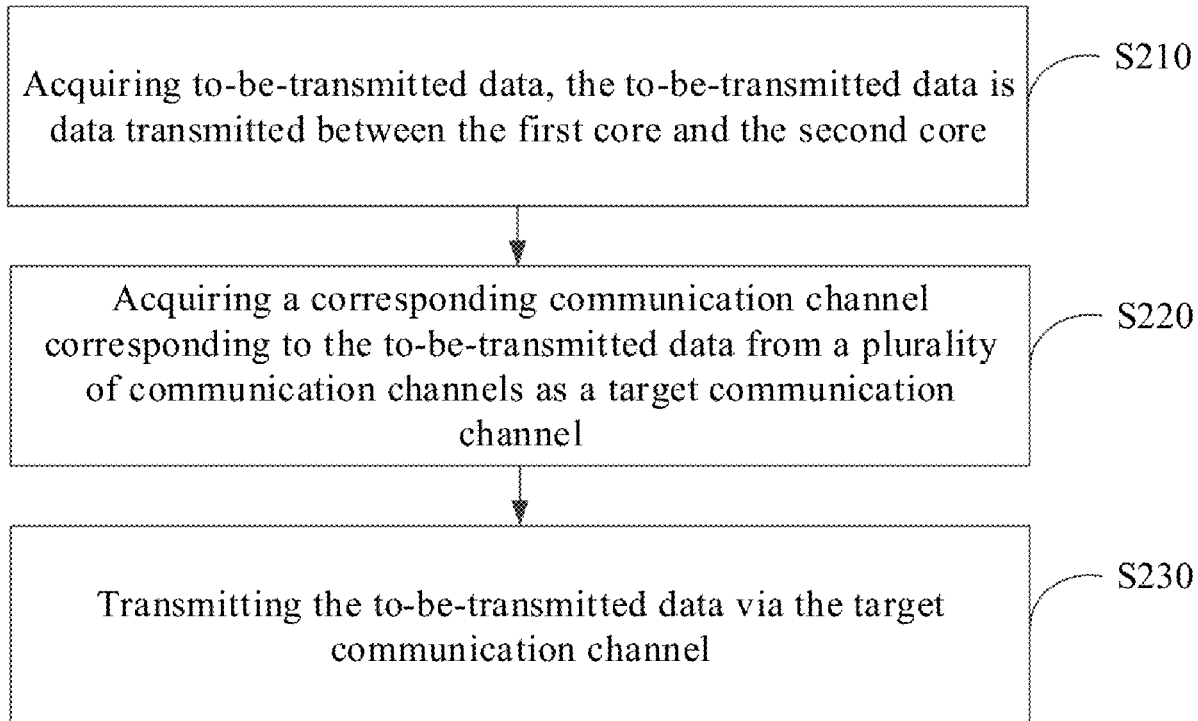 Acquiring to-be-transmitted data, the to-be-transmitted data is
data transmitted between the first core and the second core
S210
Acquiring a corresponding communication channel
corresponding to the to-be-transmitted data from a plurality
of communication channels as a target communication
channel
S220
Transmitting the to-be-transmitted data via the target
communication channel
S230